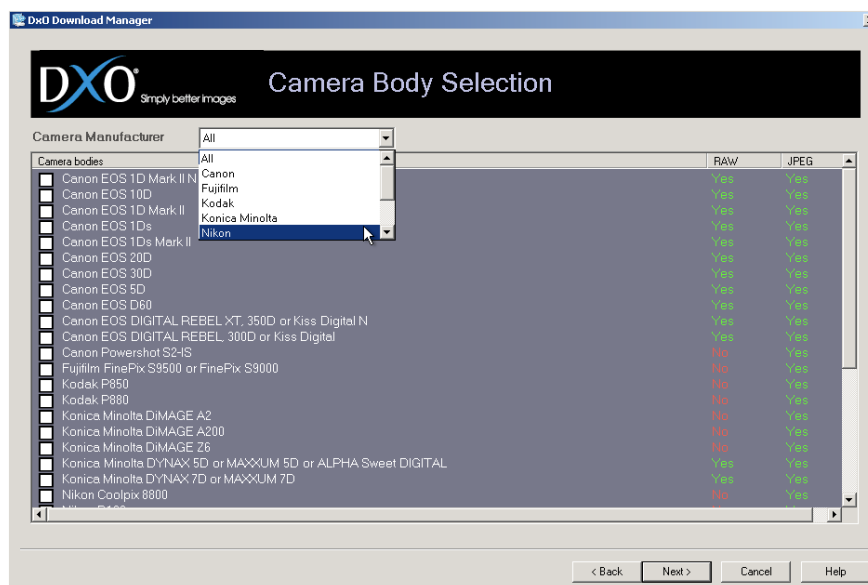 DxO Download Manager
DXO Simply better images
Camera Body Selection
Camera Manufacturer All
All
Canon
Fujifilm
Kodak
Konica Minolta
Nikon
Camera bodies RAW JPEG
Canon EOS 1D Mark II N Yes Yes
Canon EOS 10D Yes Yes
Canon EOS 1D Mark II Yes Yes
Canon EOS 1Ds Yes Yes
Canon EOS 1Ds Mark II Yes Yes
Canon EOS 20D Yes Yes
Canon EOS 30D Yes Yes
Canon EOS 5D Yes Yes
Canon EOS D60 Yes Yes
Canon EOS DIGITAL REBEL XT, 350D or Kiss Digital N Yes Yes
Canon EOS DIGITAL REBEL, 300D or Kiss Digital Yes Yes
Canon Powershot S2-IS No Yes
Fujifilm FinePix S9500 or FinePix S9000 No Yes
Kodak P850 No Yes
Kodak P880 No Yes
Konica Minolta DiMAGE A2 No Yes
Konica Minolta DiMAGE A200 No Yes
Konica Minolta DiMAGE Z6 No Yes
Konica Minolta DYNAX 5D or MAXXUM 5D or ALPHA Sweet DIGITAL Yes Yes
Konica Minolta DYNAX 7D or MAXXUM 7D Yes Yes
Nikon Coolpix 8800 No Yes
< Back Next > Cancel Help